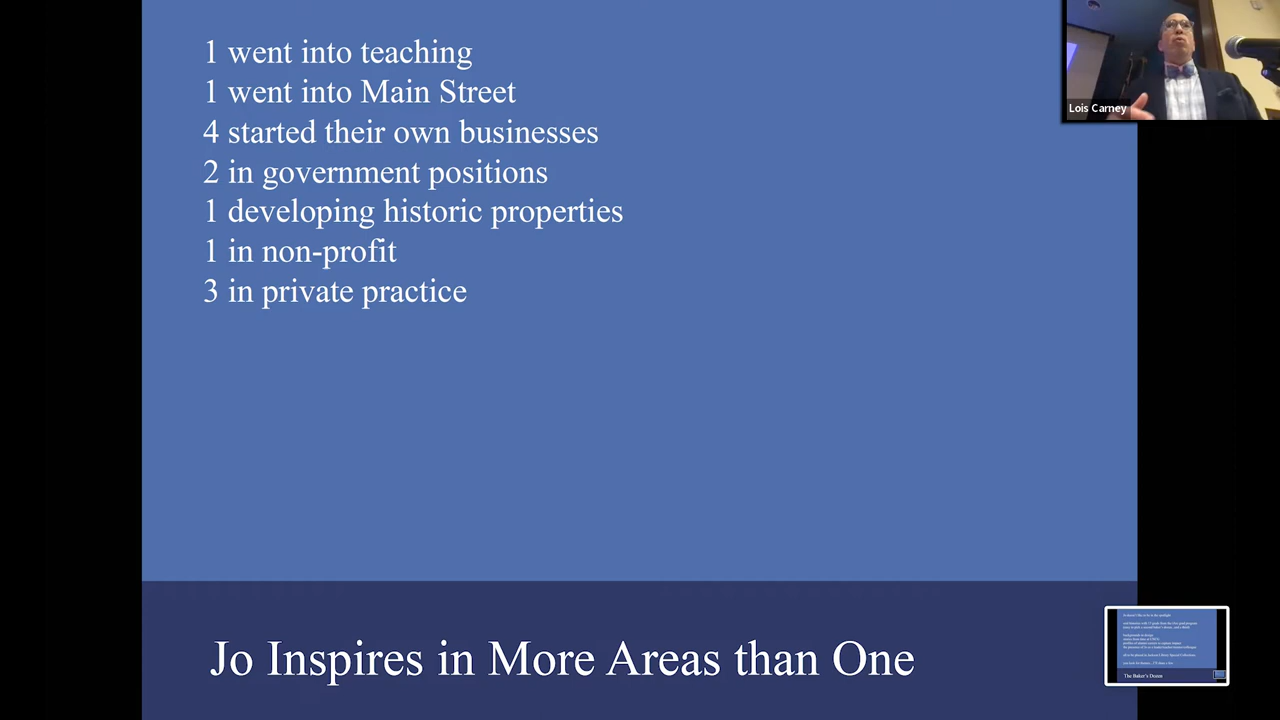 1 went into teaching
1 went into Main Street
4 started their own businesses
2 in government positions
1 developing historic properties
1 in non-profit
3 in private practice
Jo Inspires in More Areas than One
Lois Carney
The Baker's Dozen